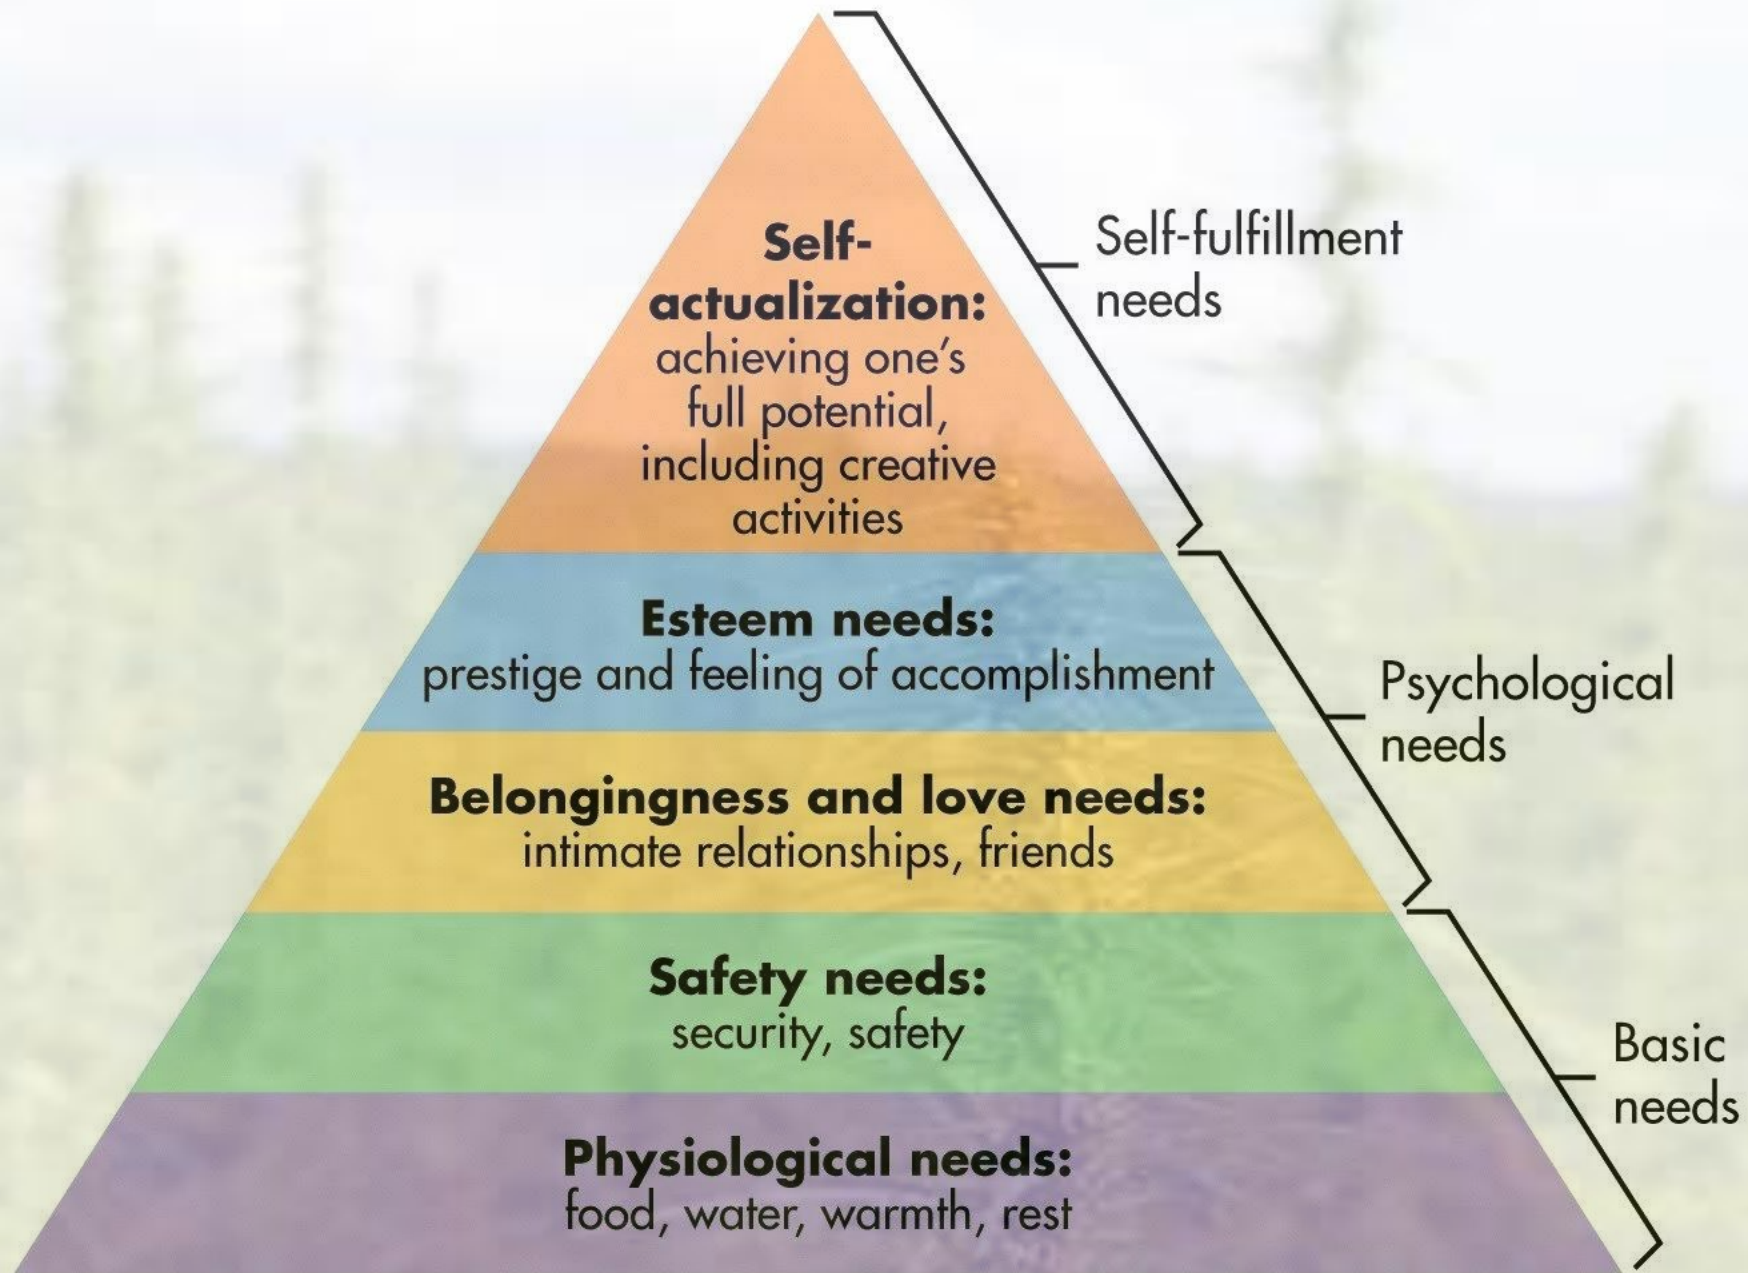 Self-
actualization:
achieving one’s
full potential,
including creative
activities
Self-fulfillment
needs
Esteem needs:
prestige and feeling of accomplishment
Psychological
needs
Belongingness and love needs:
intimate relationships, friends
Safety needs:
security, safety
Basic
needs
Physiological needs:
food, water, warmth, rest